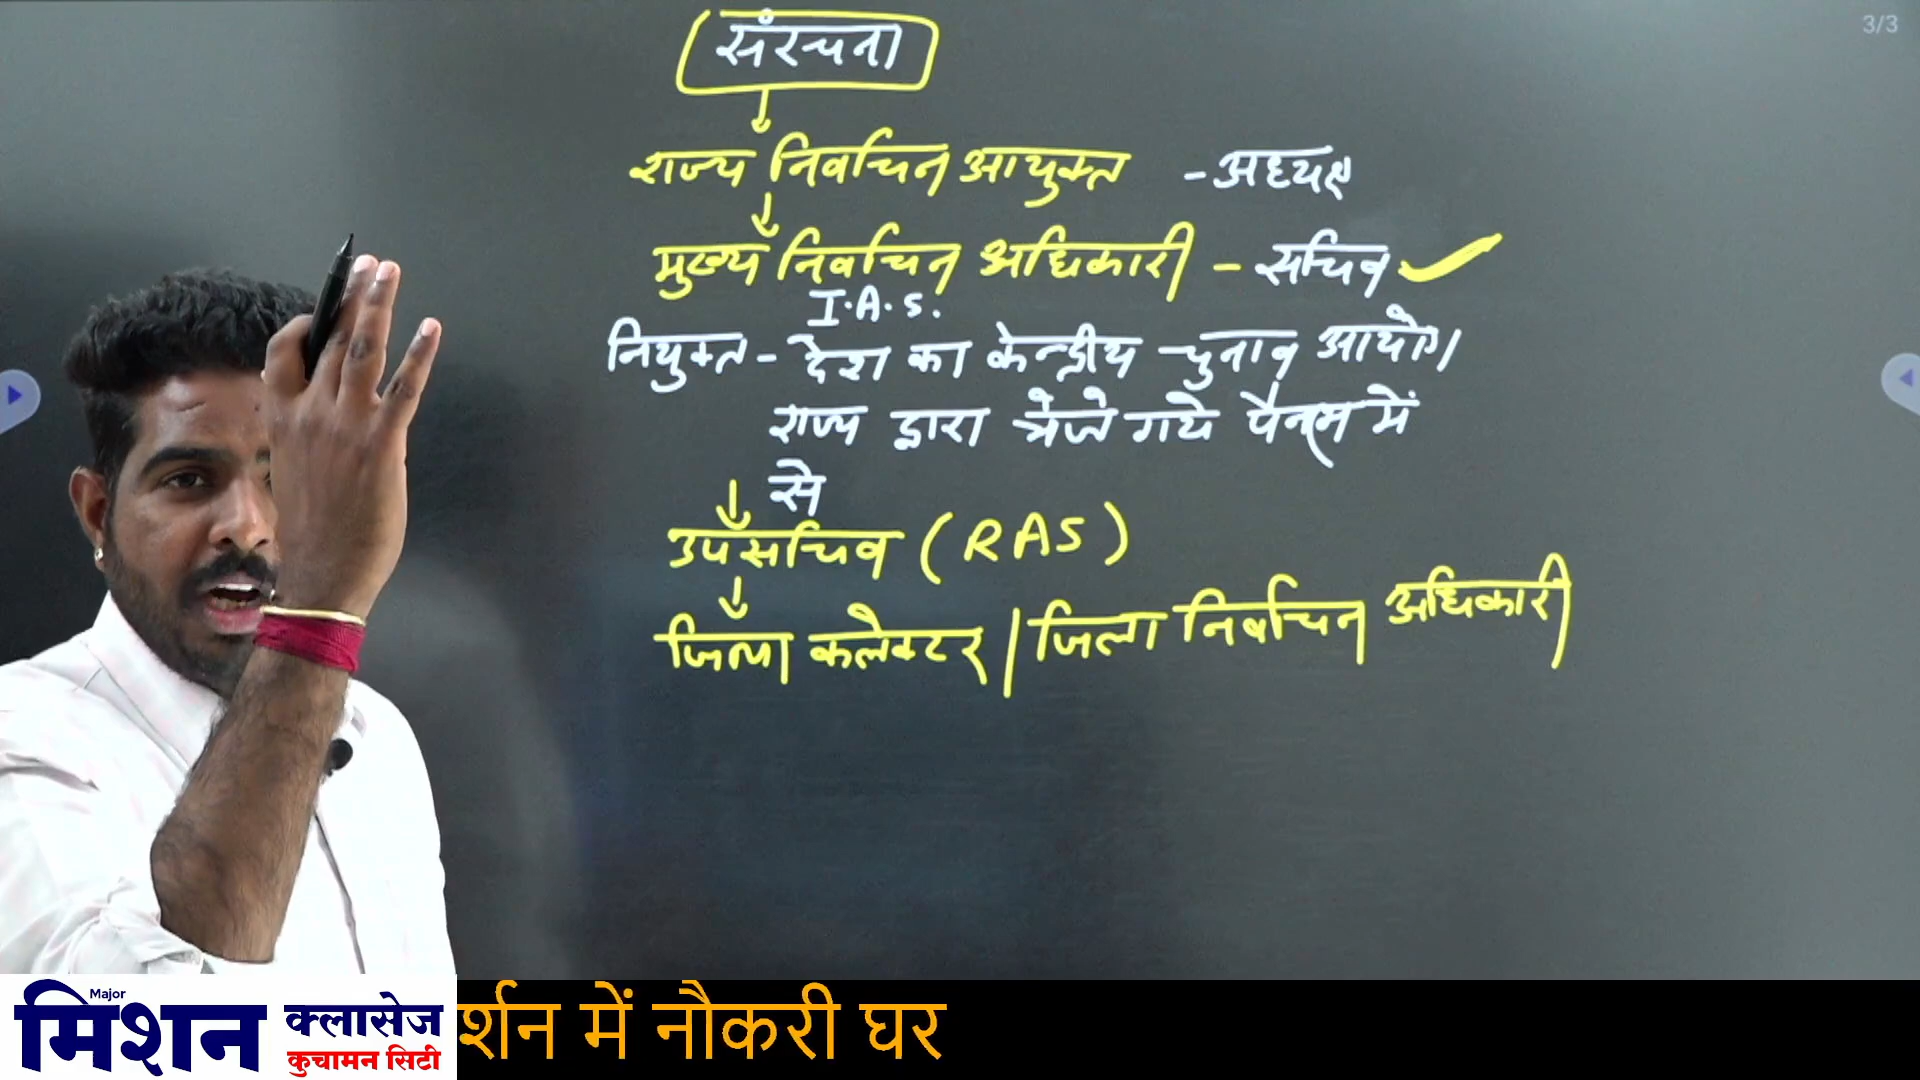 3/3
संरचना
राज्य निर्वाचन आयुक्त - अध्यक्ष
मुख्य निर्वाचन अधिकारी - सचिव
I.A.S.
नियुक्त - देश का केन्द्रीय चुनाव आयोग
राज्य द्वारा भेजे गये पैनल में
से
उपसचिव (RAS)
जिला कलेक्टर / जिला निर्वाचन अधिकारी
Major
मिशन क्लासेज
कुचामन सिटी
र्शन में नौकरी घर